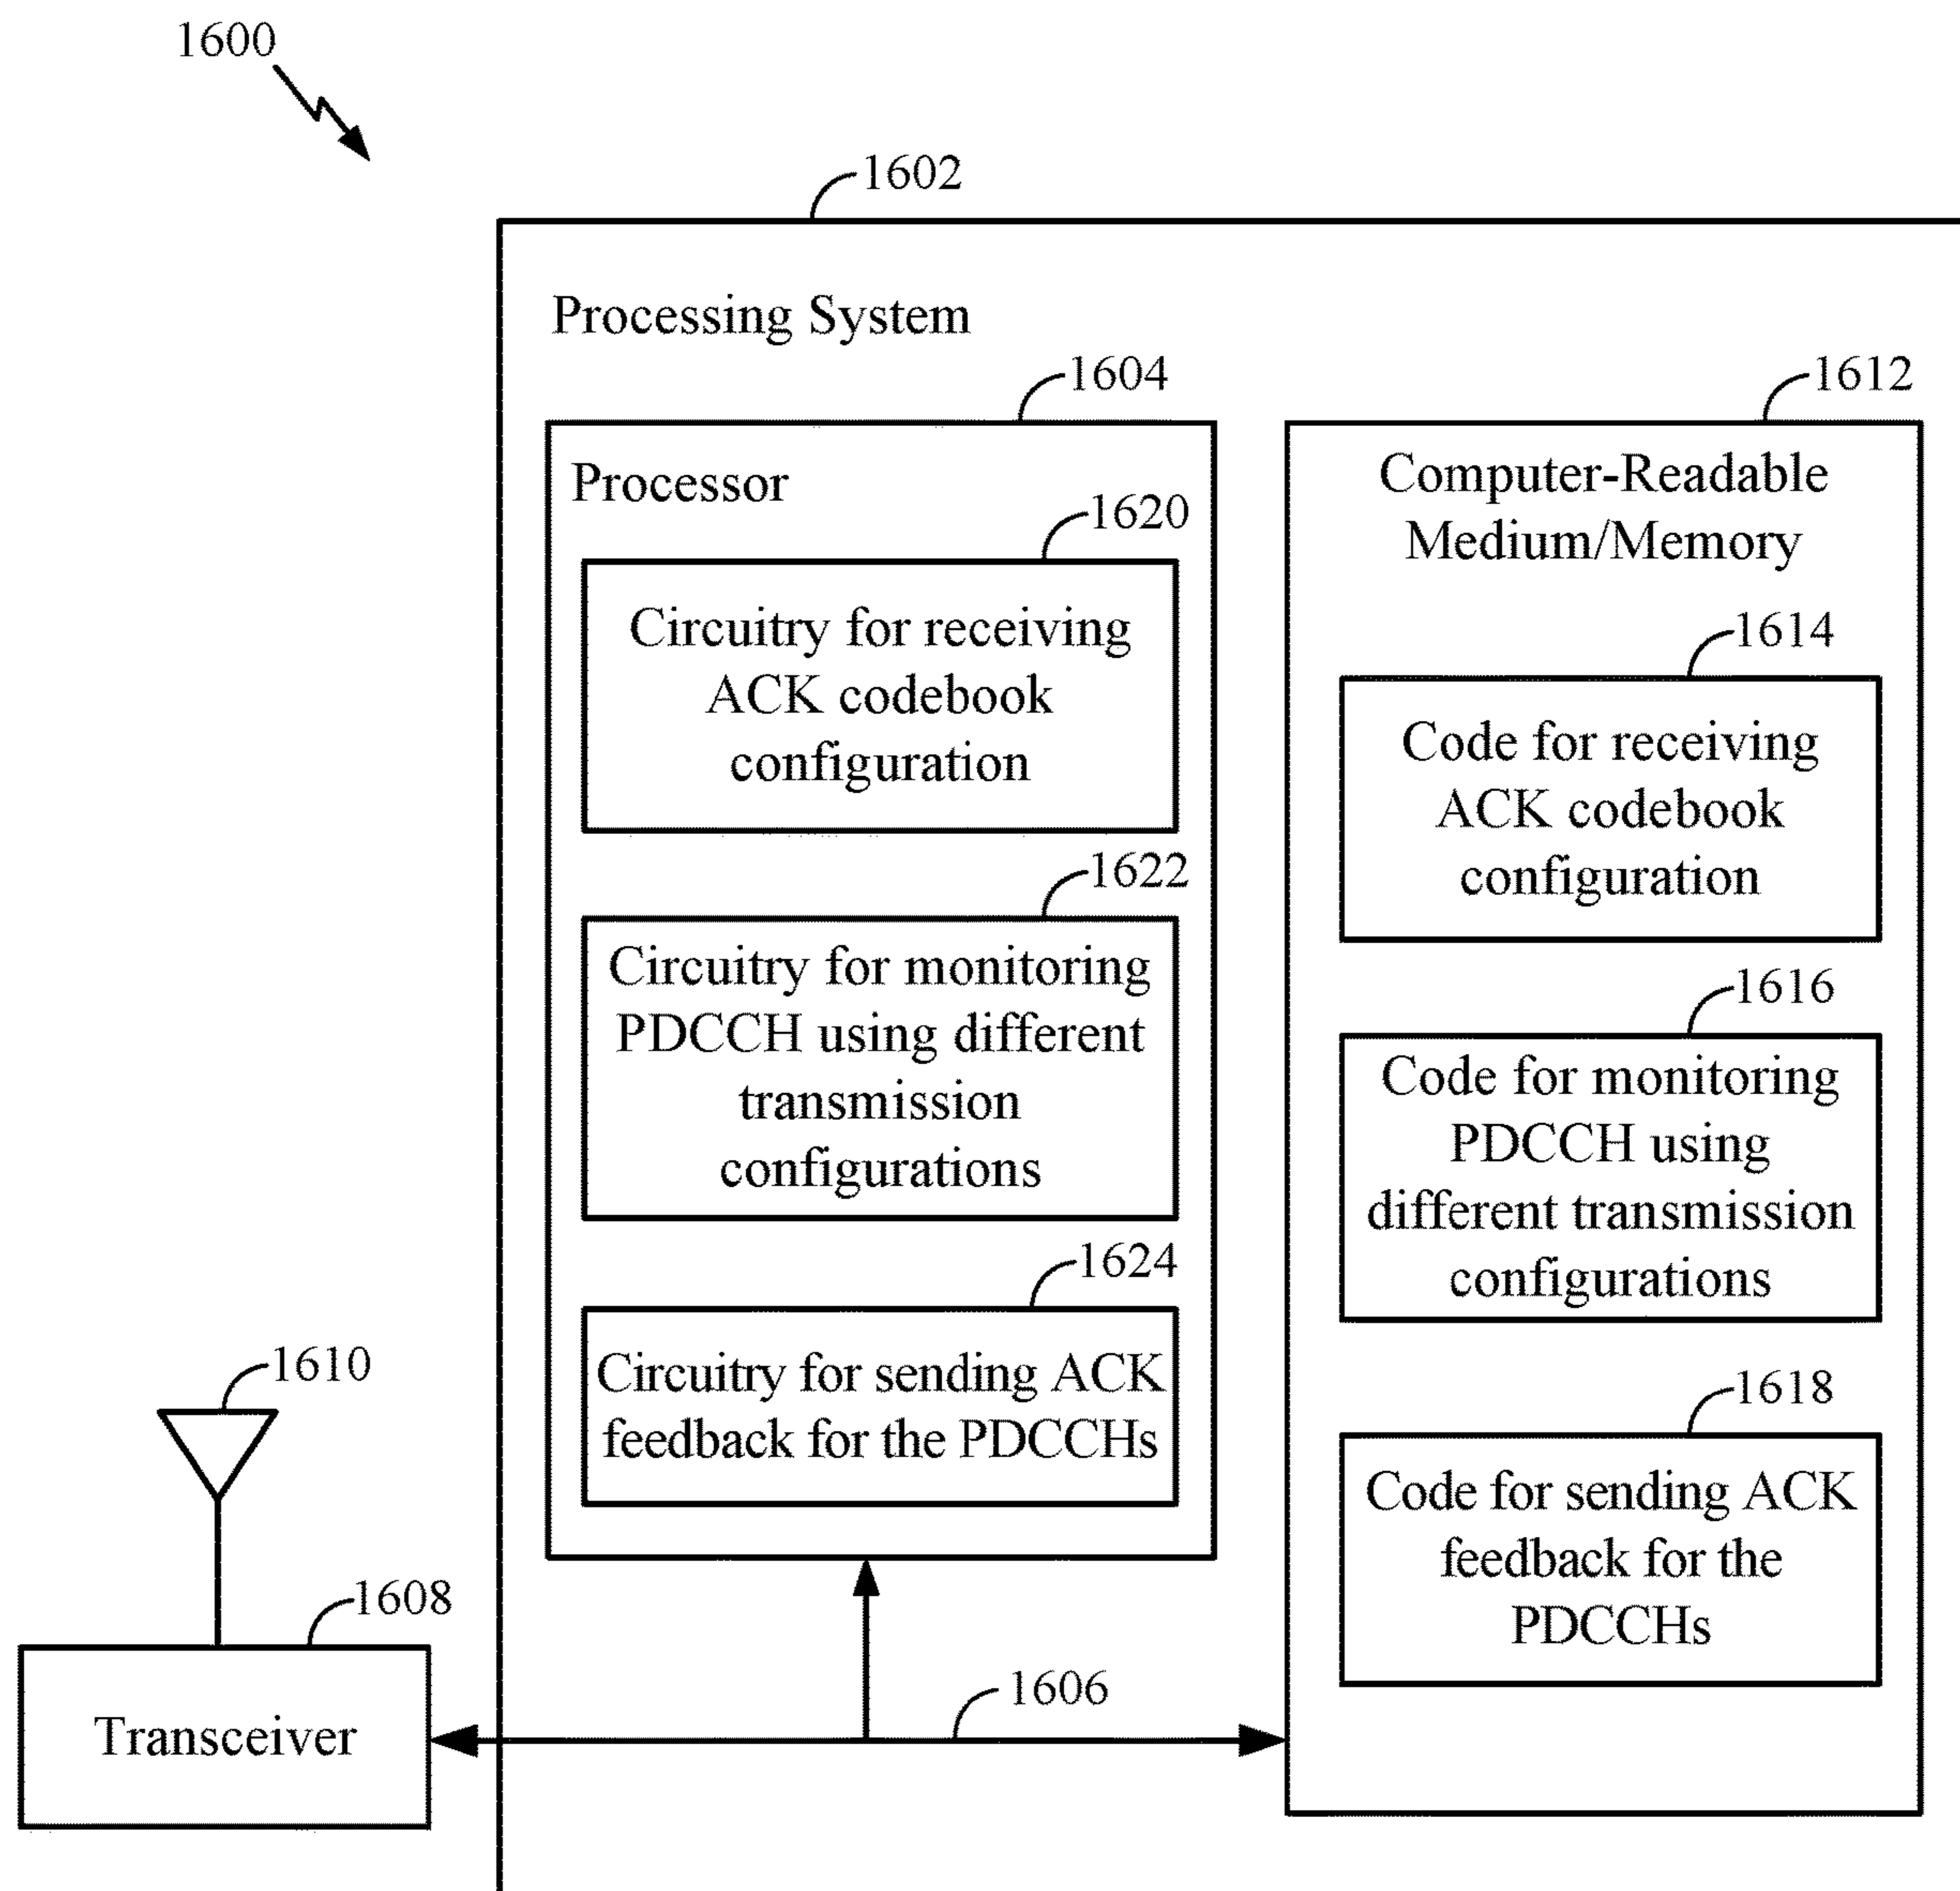 1600
1602
Processing System
1604
Processor
1620
Circuitry for receiving
ACK codebook
configuration
1622
Circuitry for monitoring
PDCCH using different
transmission
configurations
1624
Circuitry for sending ACK
feedback for the PDCCHs
1612
Computer-Readable
Medium/Memory
1614
Code for receiving
ACK codebook
configuration
1616
Code for monitoring
PDCCH using
different transmission
configurations
1618
Code for sending ACK
feedback for the
PDCCHs
1610
1608
Transceiver
1606